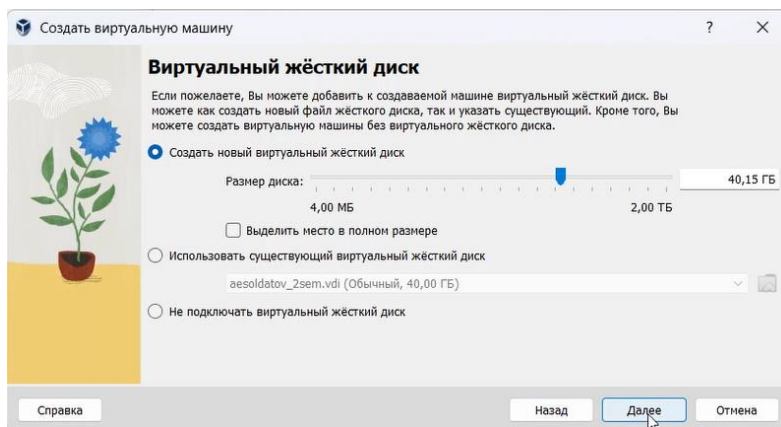 Создать виртуальную машину
?
Виртуальный жёсткий диск
Если пожелаете, Вы можете добавить к создаваемой машине виртуальный жёсткий диск. Вы
можете как создать новый файл жёсткого диска, так и указать существующий. Кроме того, Вы
можете создать виртуальную машины без виртуального жёсткого диска.
Создать новый виртуальный жёсткий диск
Размер диска: 40,15 ГБ
4,00 МБ 2,00 ТБ
Выделить место в полном размере
Использовать существующий виртуальный жёсткий диск
aesoldatov_2sem.vdi (Обычный, 40,00 ГБ)
Не подключать виртуальный жёсткий диск
Справка Назад Далее Отмена